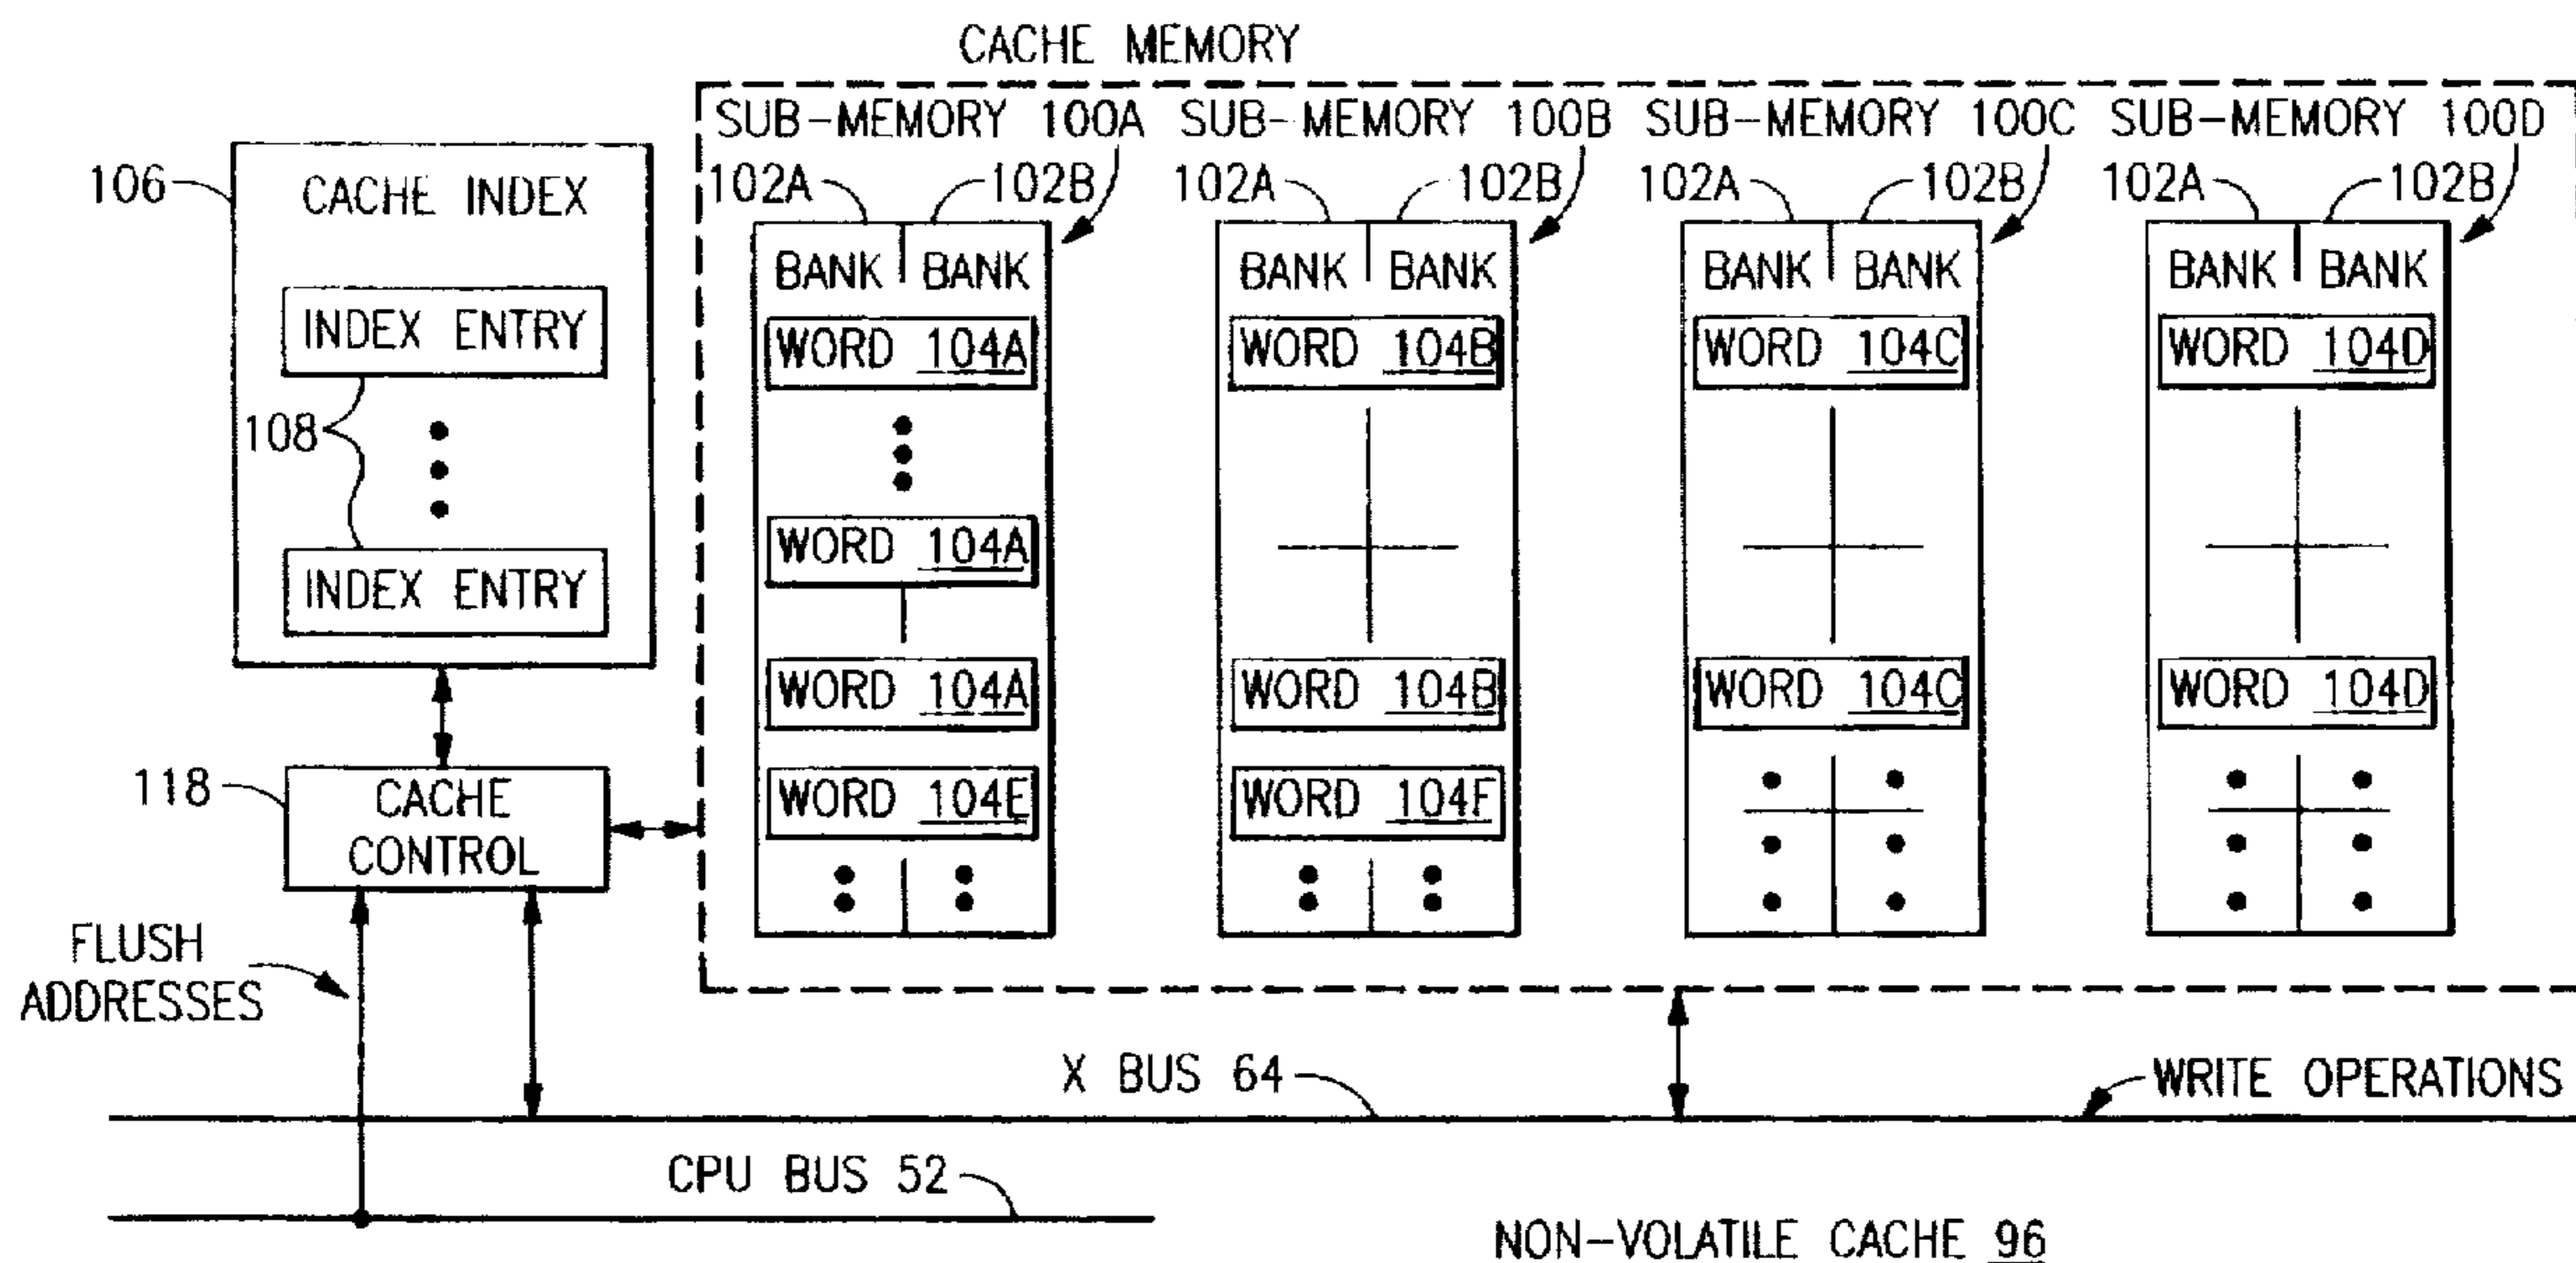 CACHE MEMORY
SUB-MEMORY 100A SUB-MEMORY 100B SUB-MEMORY 100C SUB-MEMORY 100D
106 CACHE INDEX 102A 102B 102A 102B 102A 102B 102A 102B
BANK BANK BANK BANK BANK BANK BANK BANK
INDEX ENTRY WORD 104A WORD 104B WORD 104C WORD 104D
108
WORD 104A
INDEX ENTRY
WORD 104A WORD 104B WORD 104C WORD 104D
118 CACHE WORD 104E WORD 104F
CONTROL
FLUSH
ADDRESSES
X BUS 64 WRITE OPERATIONS
CPU BUS 52
NON-VOLATILE CACHE 96